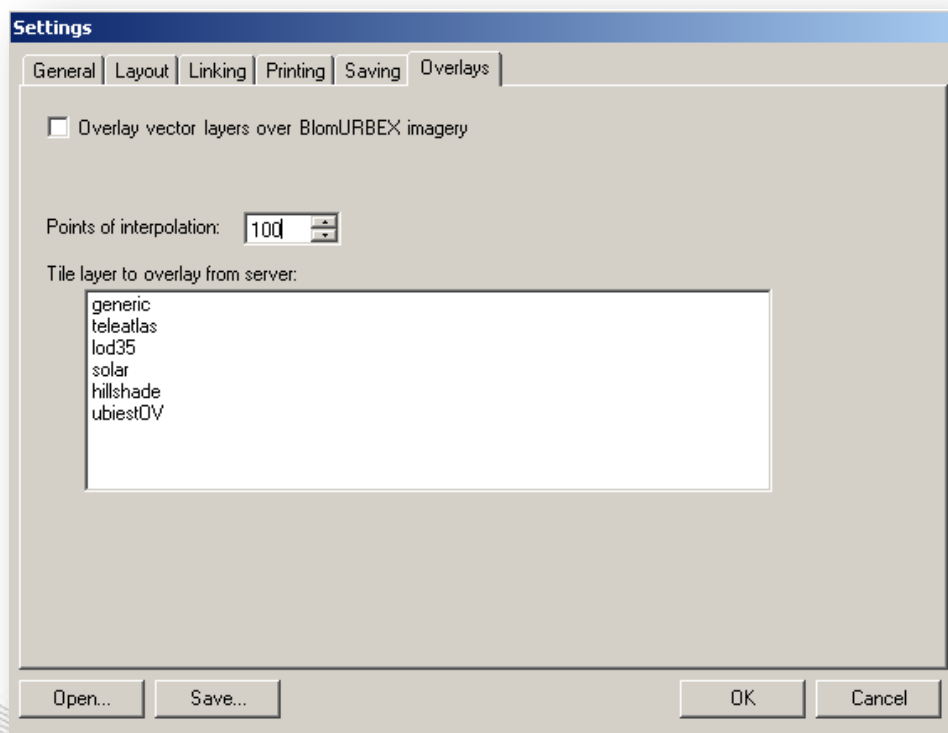 Settings
General Layout Linking Printing Saving Overlays
Overlay vector layers over BlomURBEX imagery
Points of interpolation: 100
Tile layer to overlay from server:
generic
teleatlas
lod35
solar
hillshade
ubiestOV
Open... Save... OK Cancel